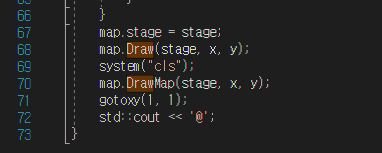 65
66 }
67 map.stage = stage;
68 map.Draw(stage, x, y);
69 system("cls");
70 map.DrawMap(stage, x, y);
71 gotoxy(1, 1);
72 std::cout << '@';
73 }